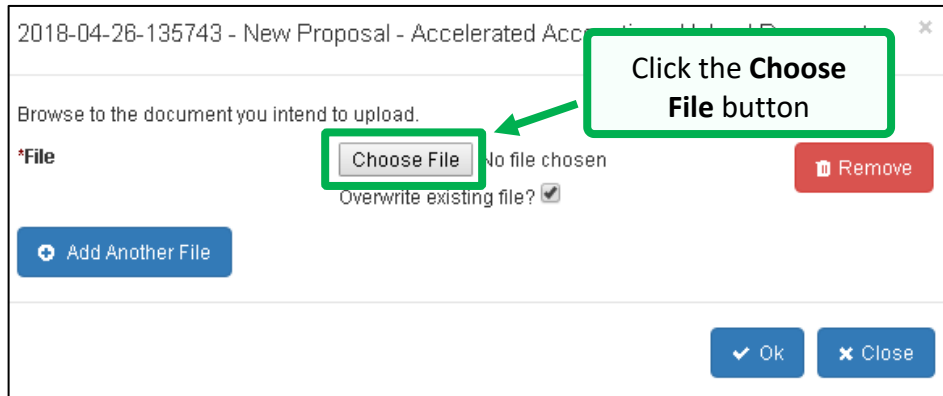 2018-04-26-135743 - New Proposal - Accelerated
Click the Choose
File button
Browse to the document you intend to upload.
*File
Choose File No file chosen
Remove
Overwrite existing file?
Add Another File
Ok
Close